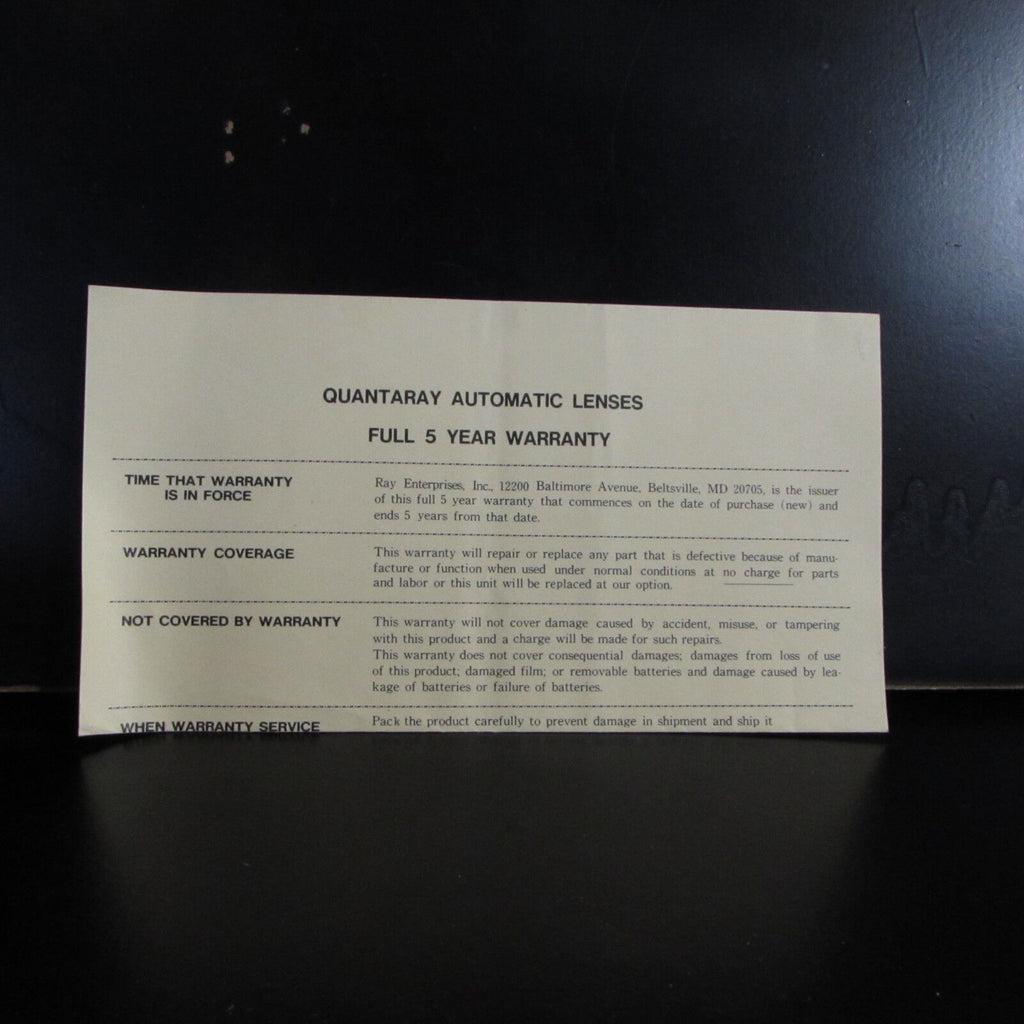 QUANTARAY AUTOMATIC LENSES
FULL 5 YEAR WARRANTY
TIME THAT WARRANTY
IS IN FORCE
Ray Enterprises, Inc., 12200 Baltimore Avenue, Beltsville, MD 20705, is the issuer
of this full 5 year warranty that commences on the date of purchase (new) and
ends 5 years from that date.
WARRANTY COVERAGE
This warranty will repair or replace any part that is defective because of manu-
facture or function when used under normal conditions at no charge for parts
and labor or this unit will be replaced at our option.
NOT COVERED BY WARRANTY
This warranty will not cover damage caused by accident, misuse, or tampering
with this product and a charge will be made for such repairs.
This warranty does not cover consequential damages; damages from loss of use
of this product; damaged film; or removable batteries and damage caused by lea-
kage of batteries or failure of batteries.
WHEN WARRANTY SERVICE
Pack the product carefully to prevent damage in shipment and ship it